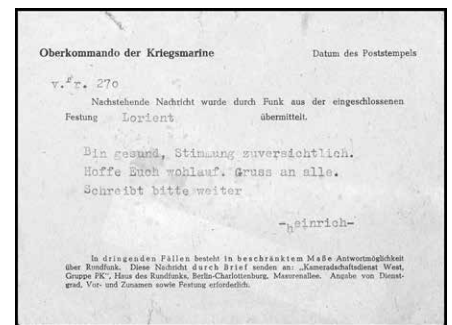 Oberkommando der Kriegsmarine Datum des Poststempels
v. r. 270
Nachstehende Nachricht wurde durch Funk aus der eingeschlossenen
Festung Lorient übermittelt.
Bin gesund, Stimmung zuversichtlich.
Hoffe Euch wohlauf. Gruss an alle.
Schreibt bitte weiter
-heinrich-
In dringenden Fällen besteht in beschränktem Maße Antwortmöglichkeit
über Rundfunk. Diese Nachricht durch Brief senden an: „Kameradschaftsdienst West,
Gruppe FK", Haus des Rundfunks, Berlin-Charlottenburg, Masurenallee. Angabe von Dienst-
grad, Vor- und Zunamen sowie Festung erforderlich.